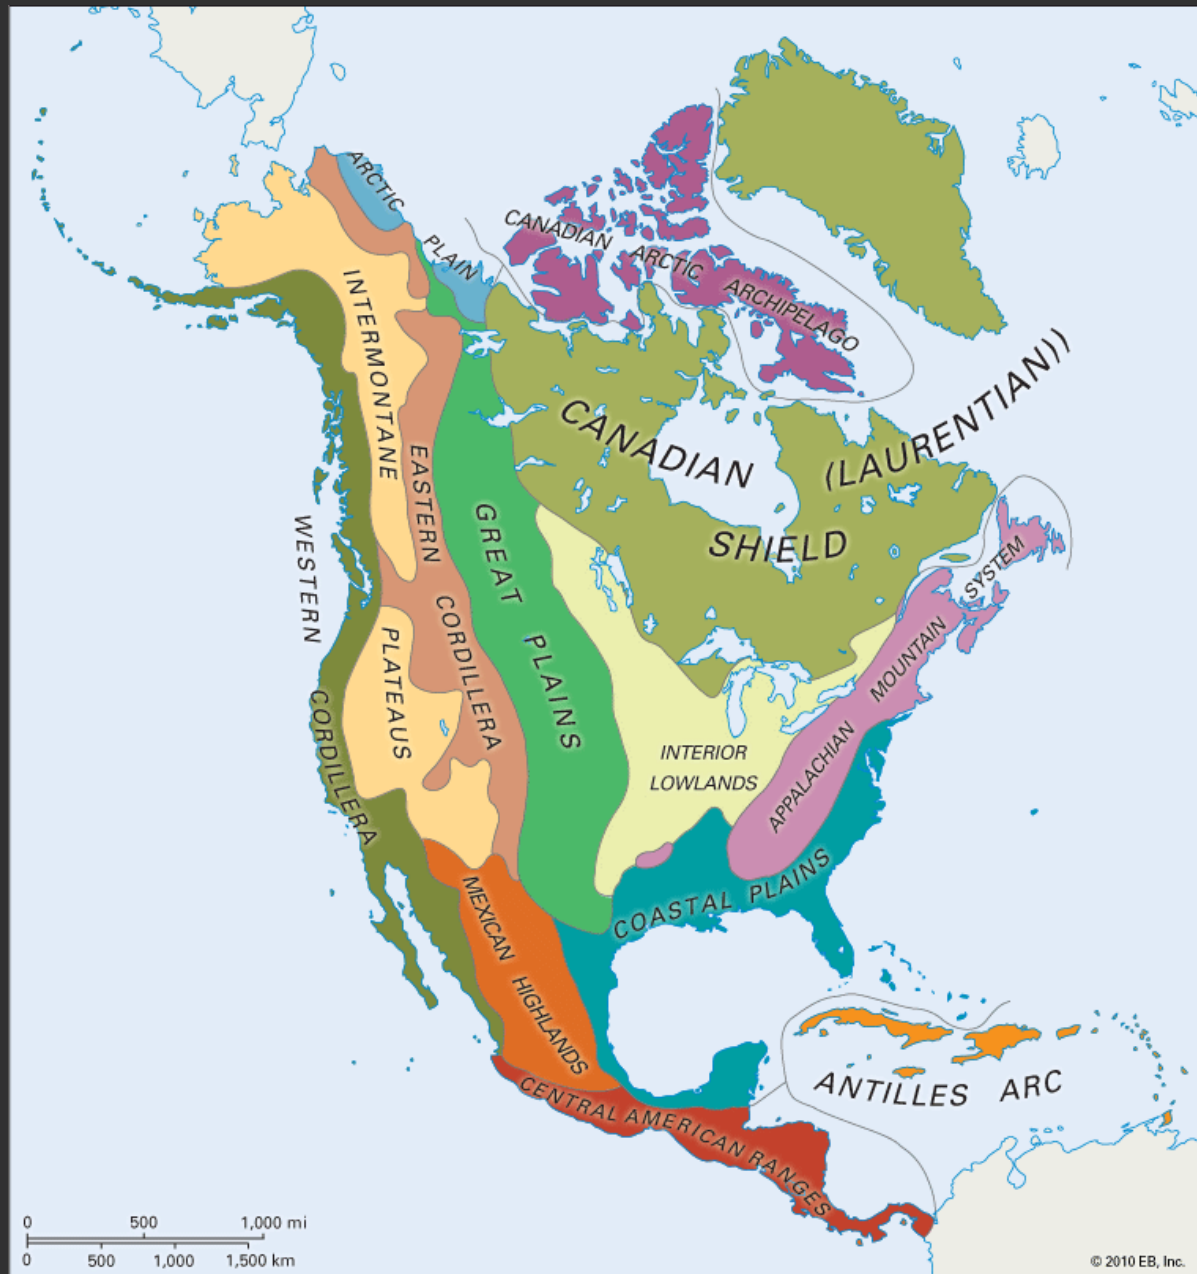 ARCTIC
PLAIN
CANADIAN ARCTIC ARCHIPELAGO
INTERMONTANE
PLATEAUS
EASTERN
CORDILLERA
WESTERN
CORDILLERA
GREAT
PLAINS
CANADIAN
(LAURENTIAN))
SHIELD
INTERIOR
LOWLANDS
APPALACHIAN MOUNTAIN SYSTEM
COASTAL PLAINS
MEXICAN HIGHLANDS
CENTRAL AMERICAN RANGES
ANTILLES ARC
0 500 1,000 mi
0 500 1,000 1,500 km
© 2010 EB, Inc.